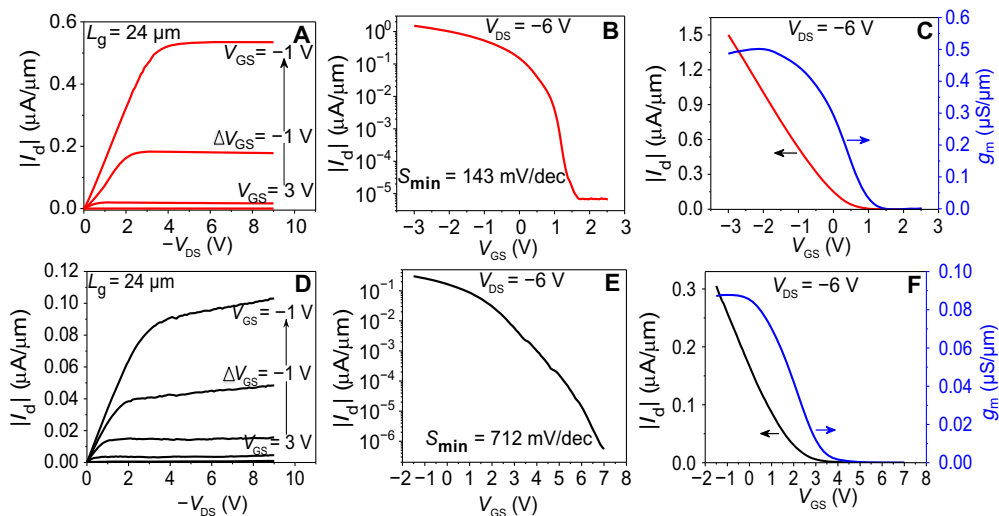 A
L_g = 24 µm
V_GS = −1 V
ΔV_GS = −1 V
V_GS = 3 V
0.6
0.4
0.2
0.0
|I_d| (µA/µm)
0 2 4 6 8 10
−V_DS (V)
B
V_DS = −6 V
S_min = 143 mV/dec
10^1
10^0
10^−1
10^−2
10^−3
10^−4
10^−5
|I_d| (µA/µm)
−4 −3 −2 −1 0 1 2 3
V_GS (V)
C
V_DS = −6 V
1.5
1.2
0.9
0.6
0.3
0.0
|I_d| (µA/µm)
0.6
0.5
0.4
0.3
0.2
0.1
0.0
g_m (µS/µm)
−3 −2 −1 0 1 2 3
V_GS (V)
D
L_g = 24 µm
V_GS = −1 V
ΔV_GS = −1 V
V_GS = 3 V
0.12
0.10
0.08
0.06
0.04
0.02
0.00
|I_d| (µA/µm)
0 2 4 6 8 10
−V_DS (V)
E
V_DS = −6 V
S_min = 712 mV/dec
10^−1
10^−2
10^−3
10^−4
10^−5
10^−6
|I_d| (µA/µm)
−2 −1 0 1 2 3 4 5 6 7 8
V_GS (V)
F
V_DS = −6 V
0.3
0.2
0.1
0.0
|I_d| (µA/µm)
0.10
0.08
0.06
0.04
0.02
0.00
g_m (µS/µm)
−2 −1 0 1 2 3 4 5 6 7 8
V_GS (V)